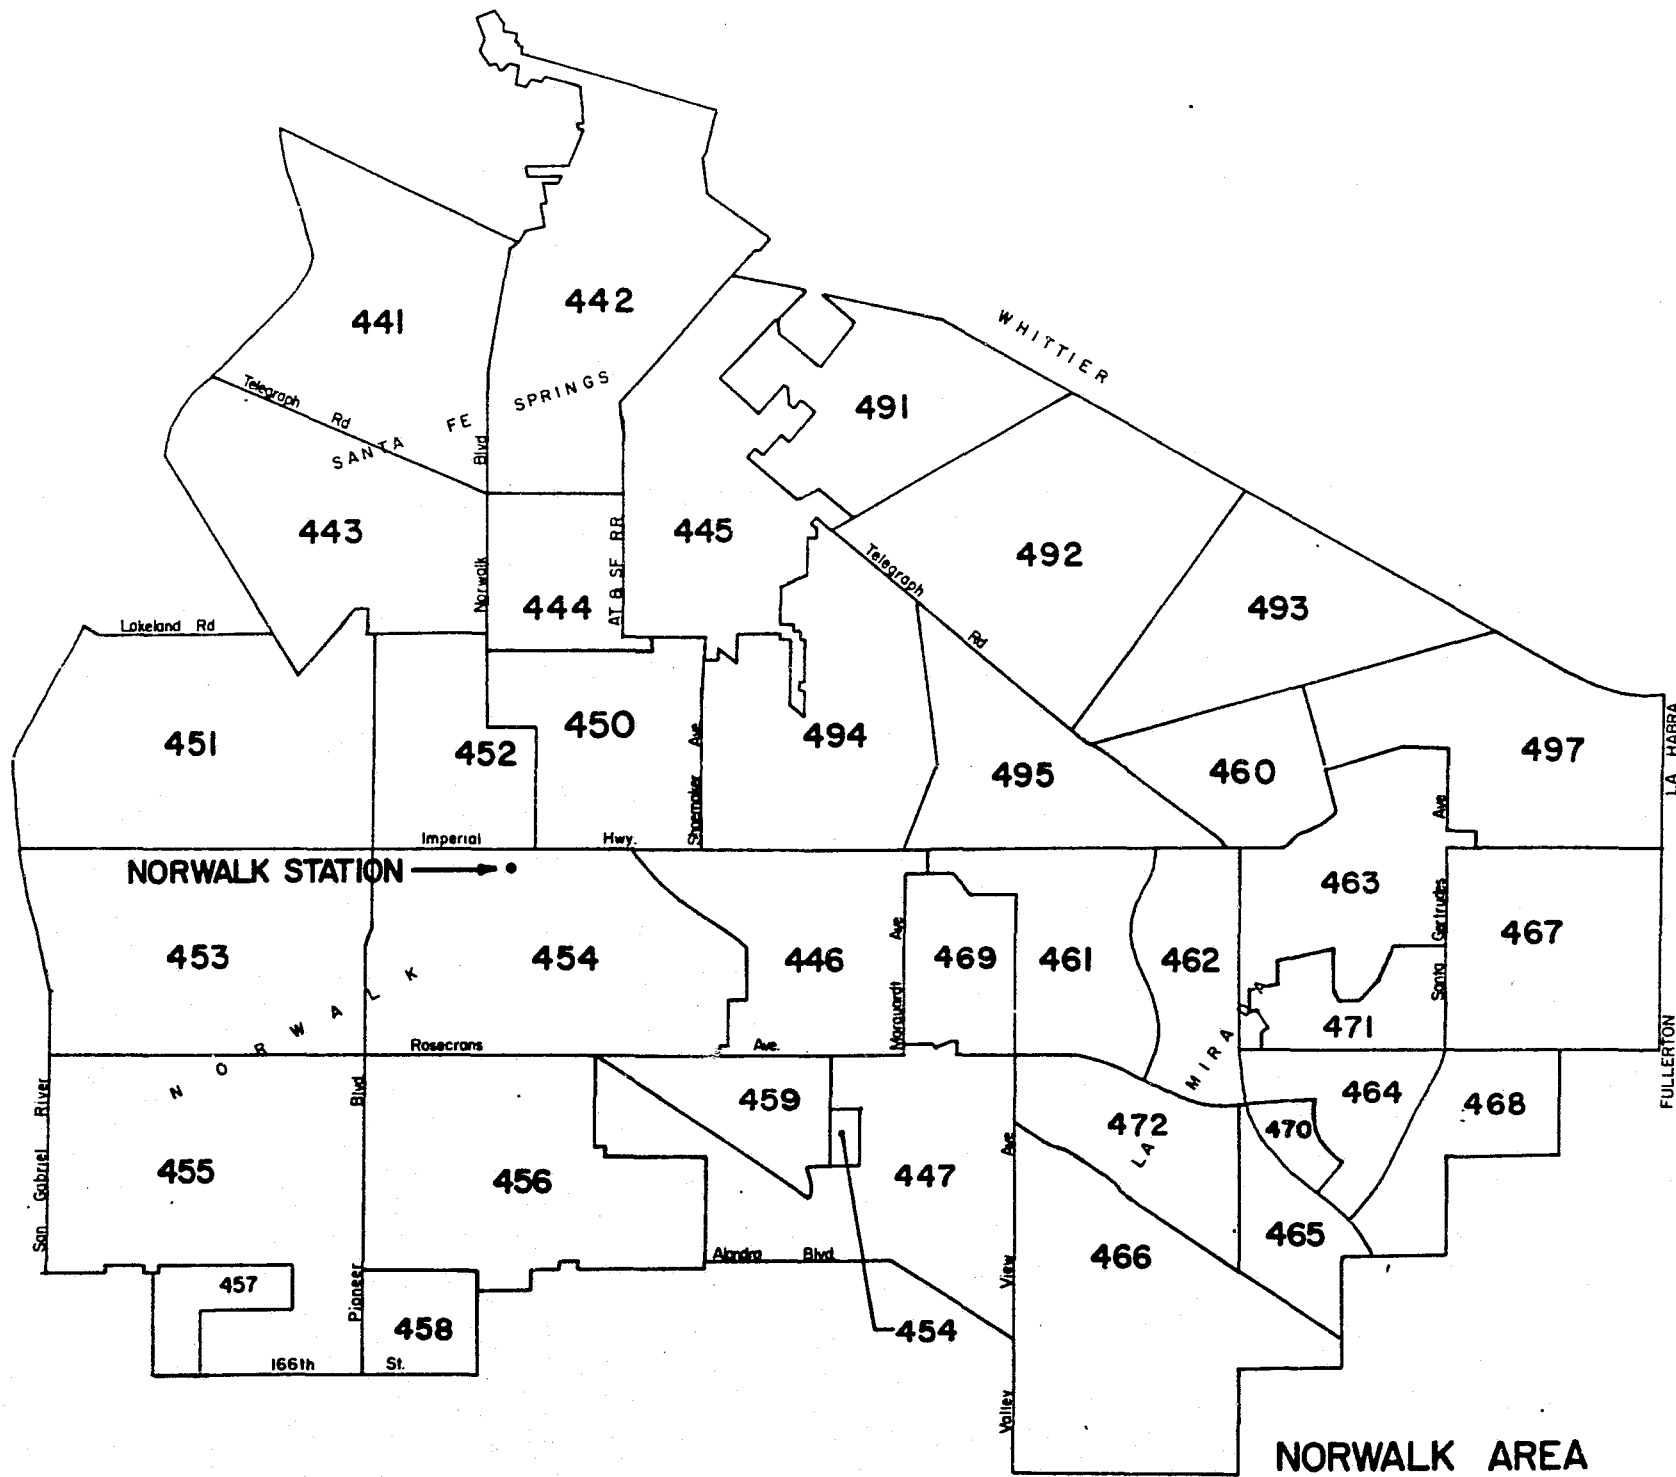 WHITTIER
442
441
SANTA FE SPRINGS
Telegraph Rd
491
Norwalk Blvd
443
445
AT & SF RR
492
Telegraph Rd
444
493
Lakeland Rd
450
494
451
452
Shoemaker Ave
495
460
497
LA HABRA
Imperial Hwy.
NORWALK STATION
463
Santa Gertrudes Ave
467
453
454
446
Marquardt Ave
469
461
462
NORWALK
471
Rosecrans Ave.
FULLERTON
LA MIRADA
459
464
468
472
470
San Gabriel River
Pioneer Blvd
455
456
447
Valley View Ave
465
466
Alondra Blvd
457
458
454
166th St.
NORWALK AREA